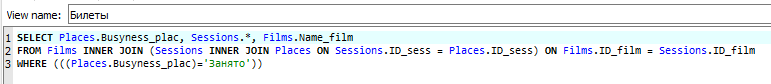 View name: Билеты
1 SELECT Places.Busyness_plac, Sessions.*, Films.Name_film
2 FROM Films INNER JOIN (Sessions INNER JOIN Places ON Sessions.ID_sess = Places.ID_sess) ON Films.ID_film = Sessions.ID_film
3 WHERE (((Places.Busyness_plac)='Занято'))